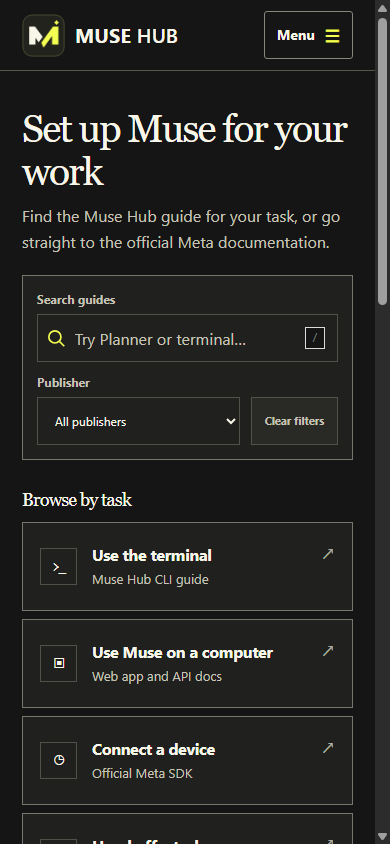 MUSE HUB
Menu
Set up Muse for your
work
Find the Muse Hub guide for your task, or go
straight to the official Meta documentation.
Search guides
Try Planner or terminal...
/
Publisher
All publishers
Clear filters
Browse by task
>_
Use the terminal
Muse Hub CLI guide
Use Muse on a computer
Web app and API docs
Connect a device
Official Meta SDK